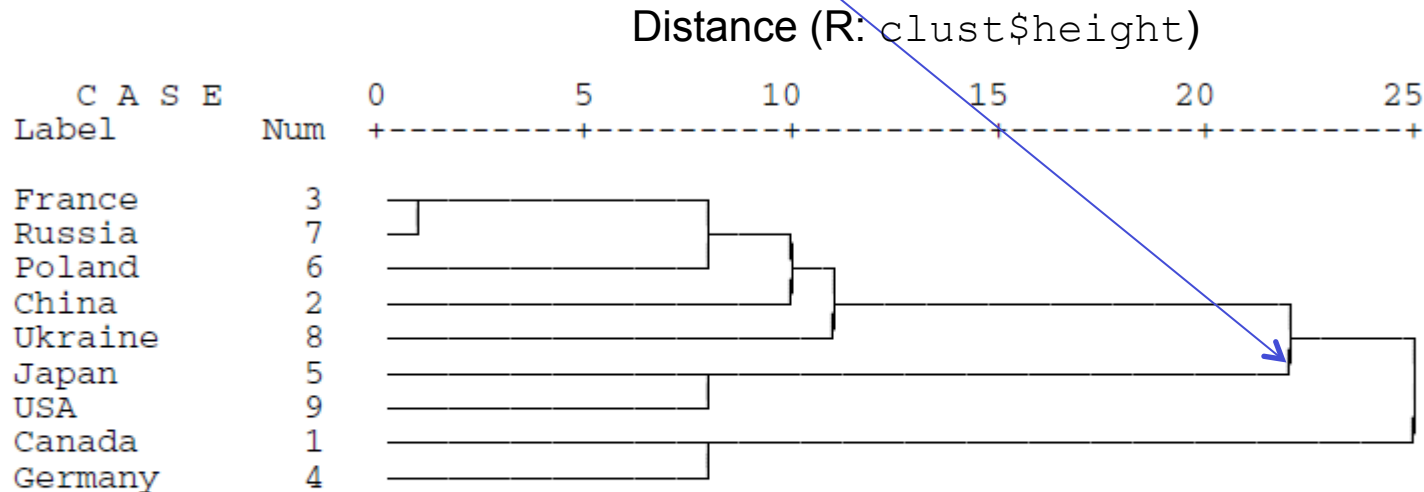 Distance (R: clust$height)
C A S E 0 5 10 15 20 25
Label Num +---------+---------+---------+---------+---------+
France 3
Russia 7
Poland 6
China 2
Ukraine 8
Japan 5
USA 9
Canada 1
Germany 4